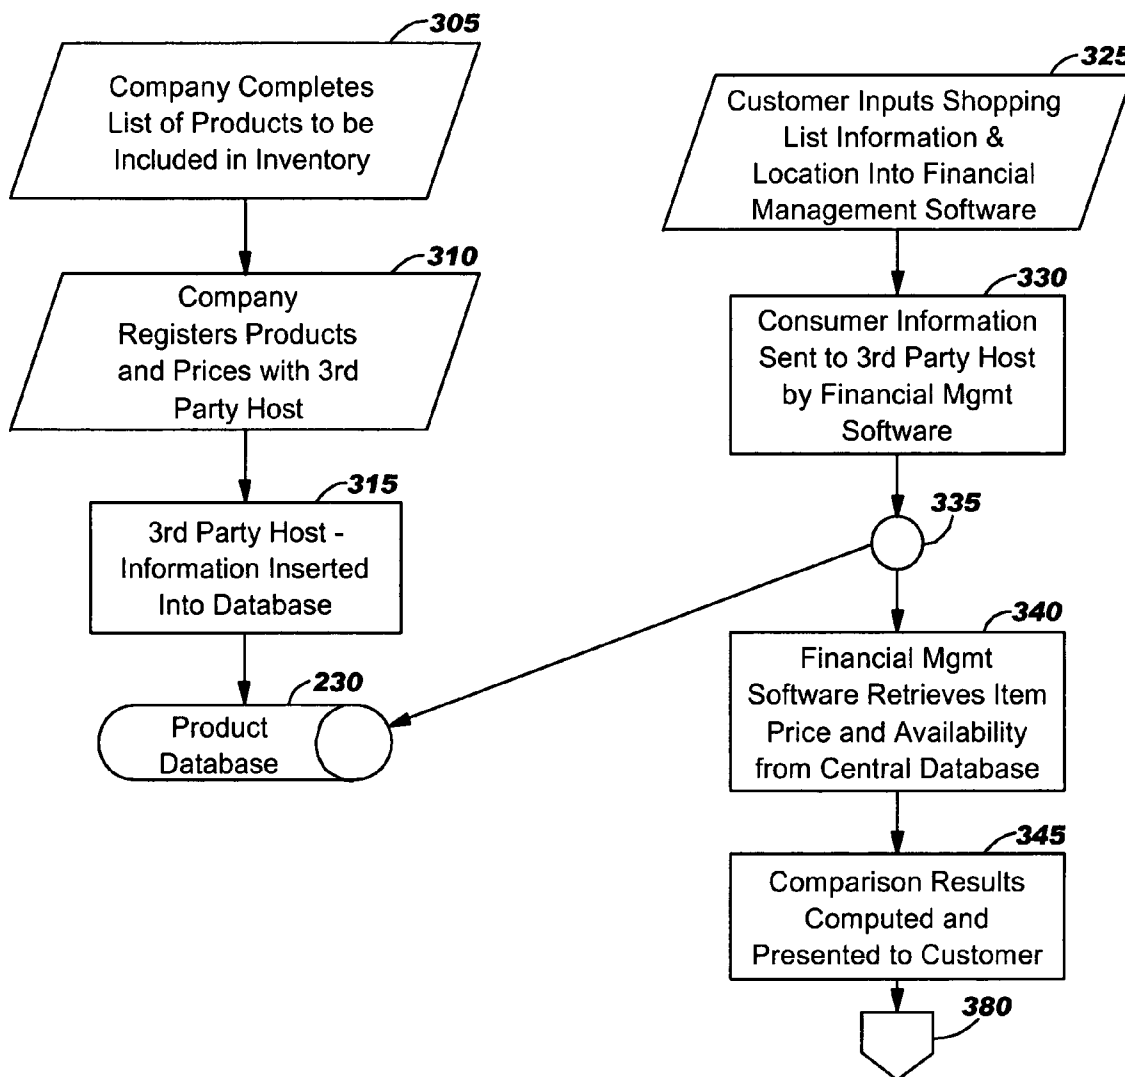 305
Company Completes
List of Products to be
Included in Inventory
310
Company
Registers Products
and Prices with 3rd
Party Host
315
3rd Party Host -
Information Inserted
Into Database
230
Product
Database
325
Customer Inputs Shopping
List Information &
Location Into Financial
Management Software
330
Consumer Information
Sent to 3rd Party Host
by Financial Mgmt
Software
335
340
Financial Mgmt
Software Retrieves Item
Price and Availability
from Central Database
345
Comparison Results
Computed and
Presented to Customer
380